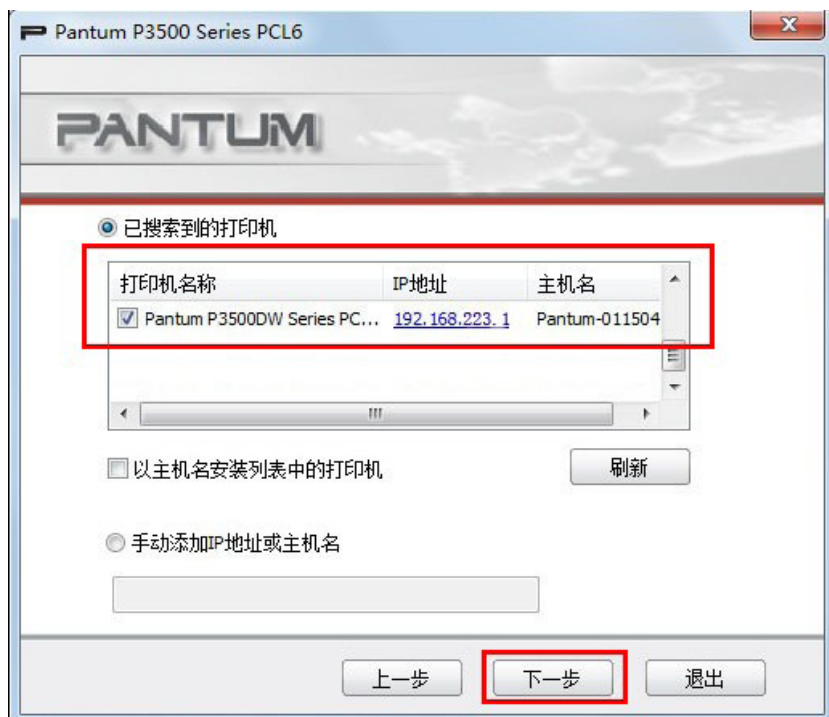 Pantum P3500 Series PCL6
PANTUM
已搜索到的打印机
打印机名称 IP地址 主机名
Pantum P3500DW Series PC... 192.168.223.1 Pantum-011504
以主机名安装列表中的打印机 刷新
手动添加IP地址或主机名
上一步 下一步 退出